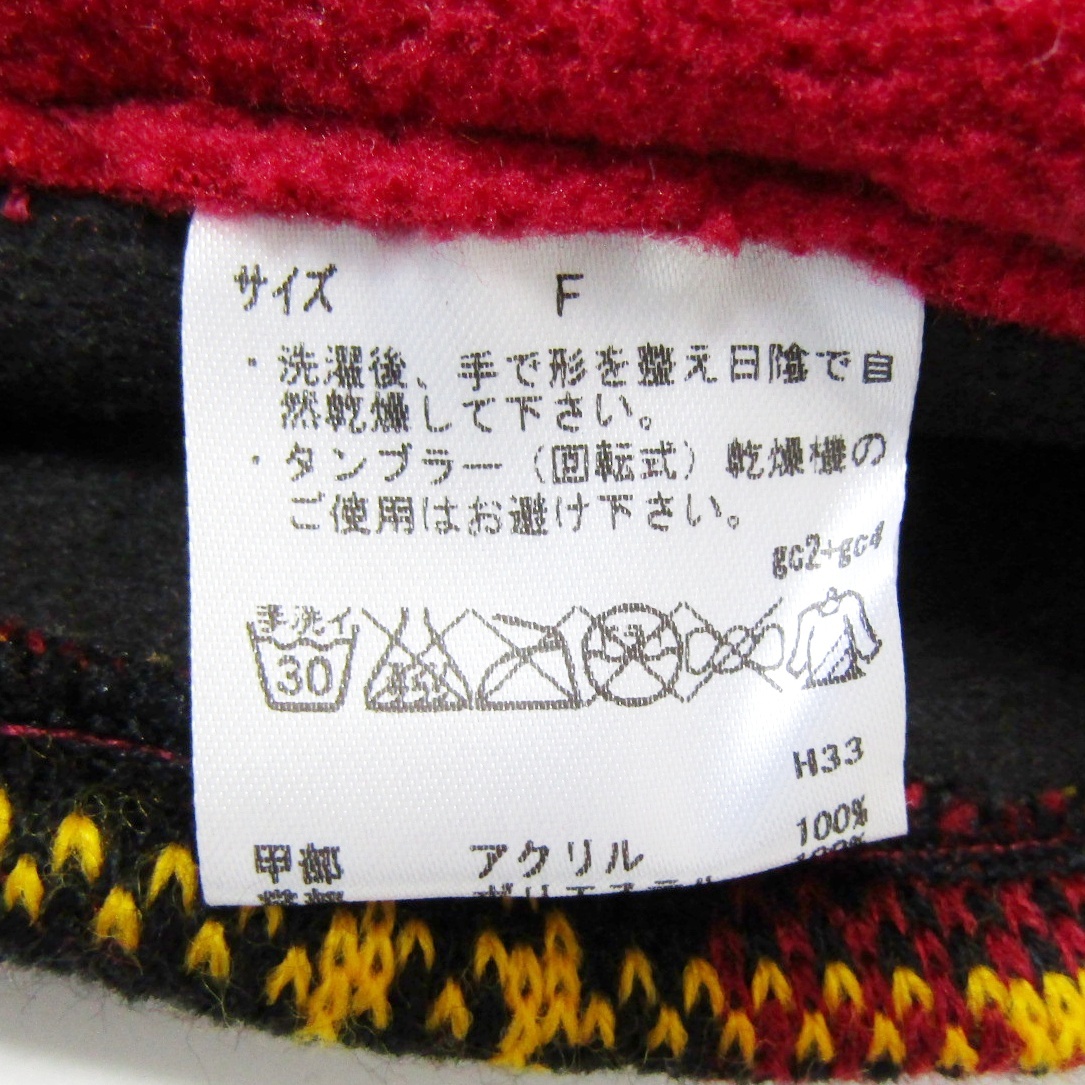 サイズ F
・洗濯後、手で形を整え日陰で自
然乾燥して下さい。
・タンブラー（回転式）乾燥機の
ご使用はお避け下さい。
gc2+gc4
手洗イ
30
H33
100%
甲部 アクリル